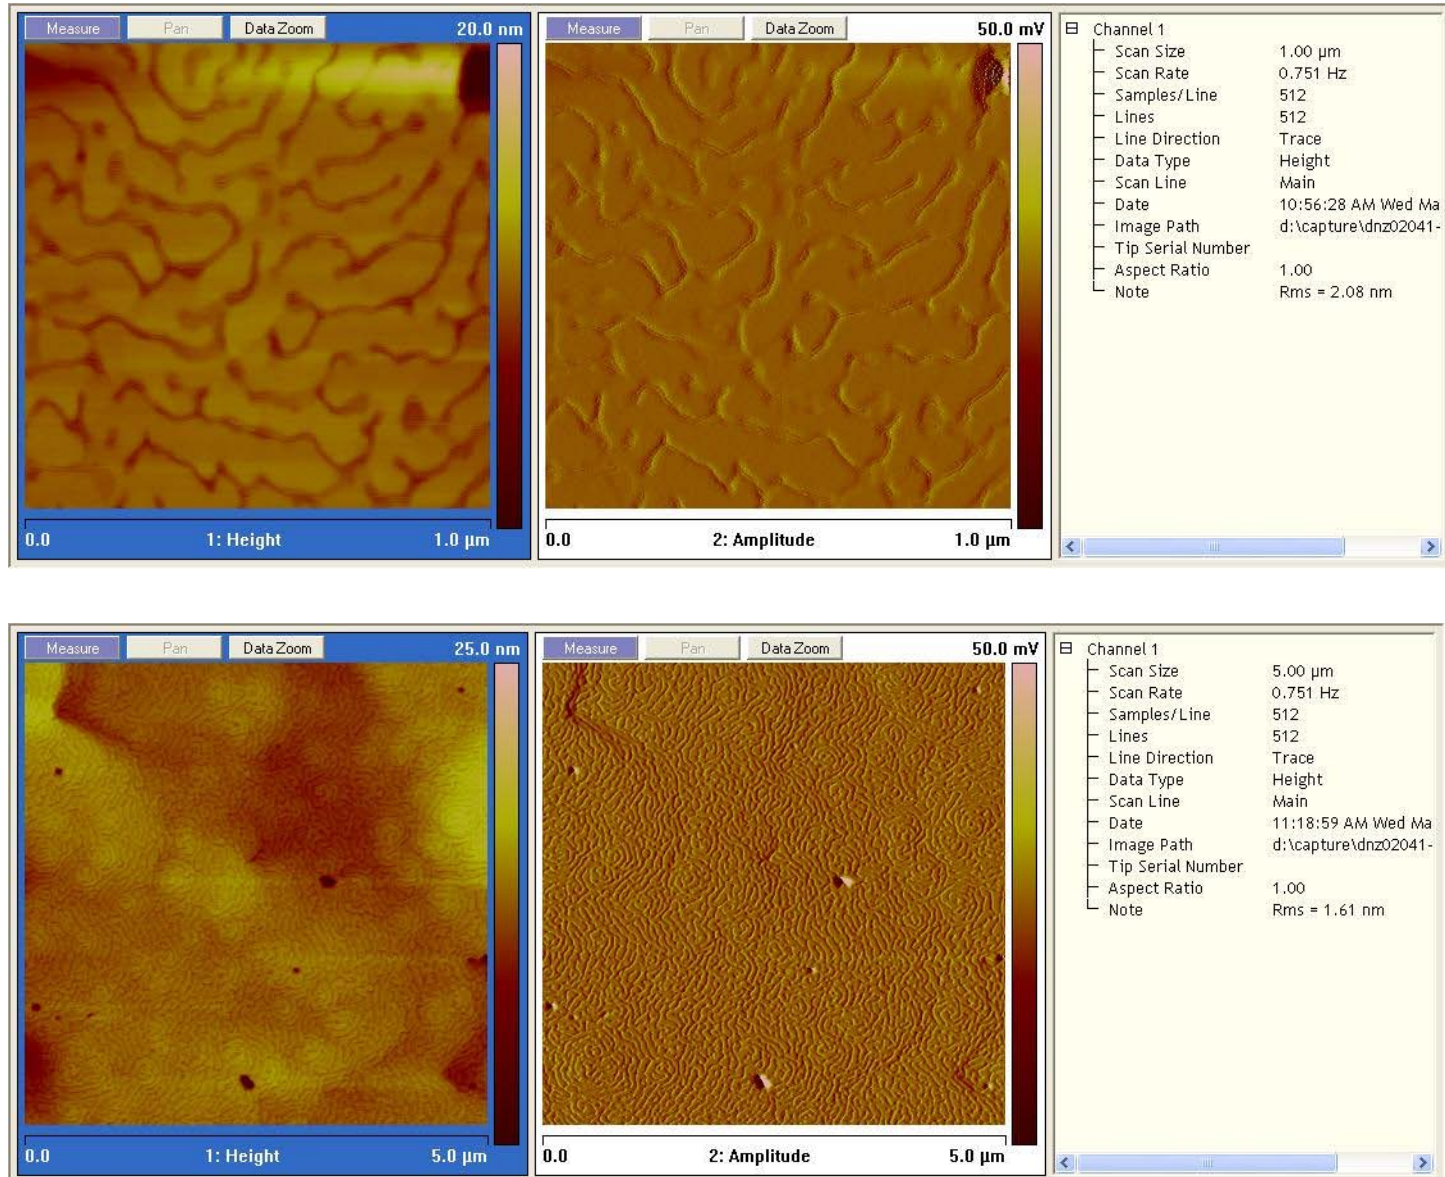 Measure Pan Data Zoom 20.0 nm
Measure Pan Data Zoom 50.0 mV
0.0 1: Height 1.0 µm
0.0 2: Amplitude 1.0 µm
Channel 1
Scan Size 1.00 µm
Scan Rate 0.751 Hz
Samples/Line 512
Lines 512
Line Direction Trace
Data Type Height
Scan Line Main
Date 10:56:28 AM Wed Ma
Image Path d:\capture\dnz02041-
Tip Serial Number
Aspect Ratio 1.00
Note Rms = 2.08 nm
Measure Pan Data Zoom 25.0 nm
Measure Pan Data Zoom 50.0 mV
0.0 1: Height 5.0 µm
0.0 2: Amplitude 5.0 µm
Channel 1
Scan Size 5.00 µm
Scan Rate 0.751 Hz
Samples/Line 512
Lines 512
Line Direction Trace
Data Type Height
Scan Line Main
Date 11:18:59 AM Wed Ma
Image Path d:\capture\dnz02041-
Tip Serial Number
Aspect Ratio 1.00
Note Rms = 1.61 nm